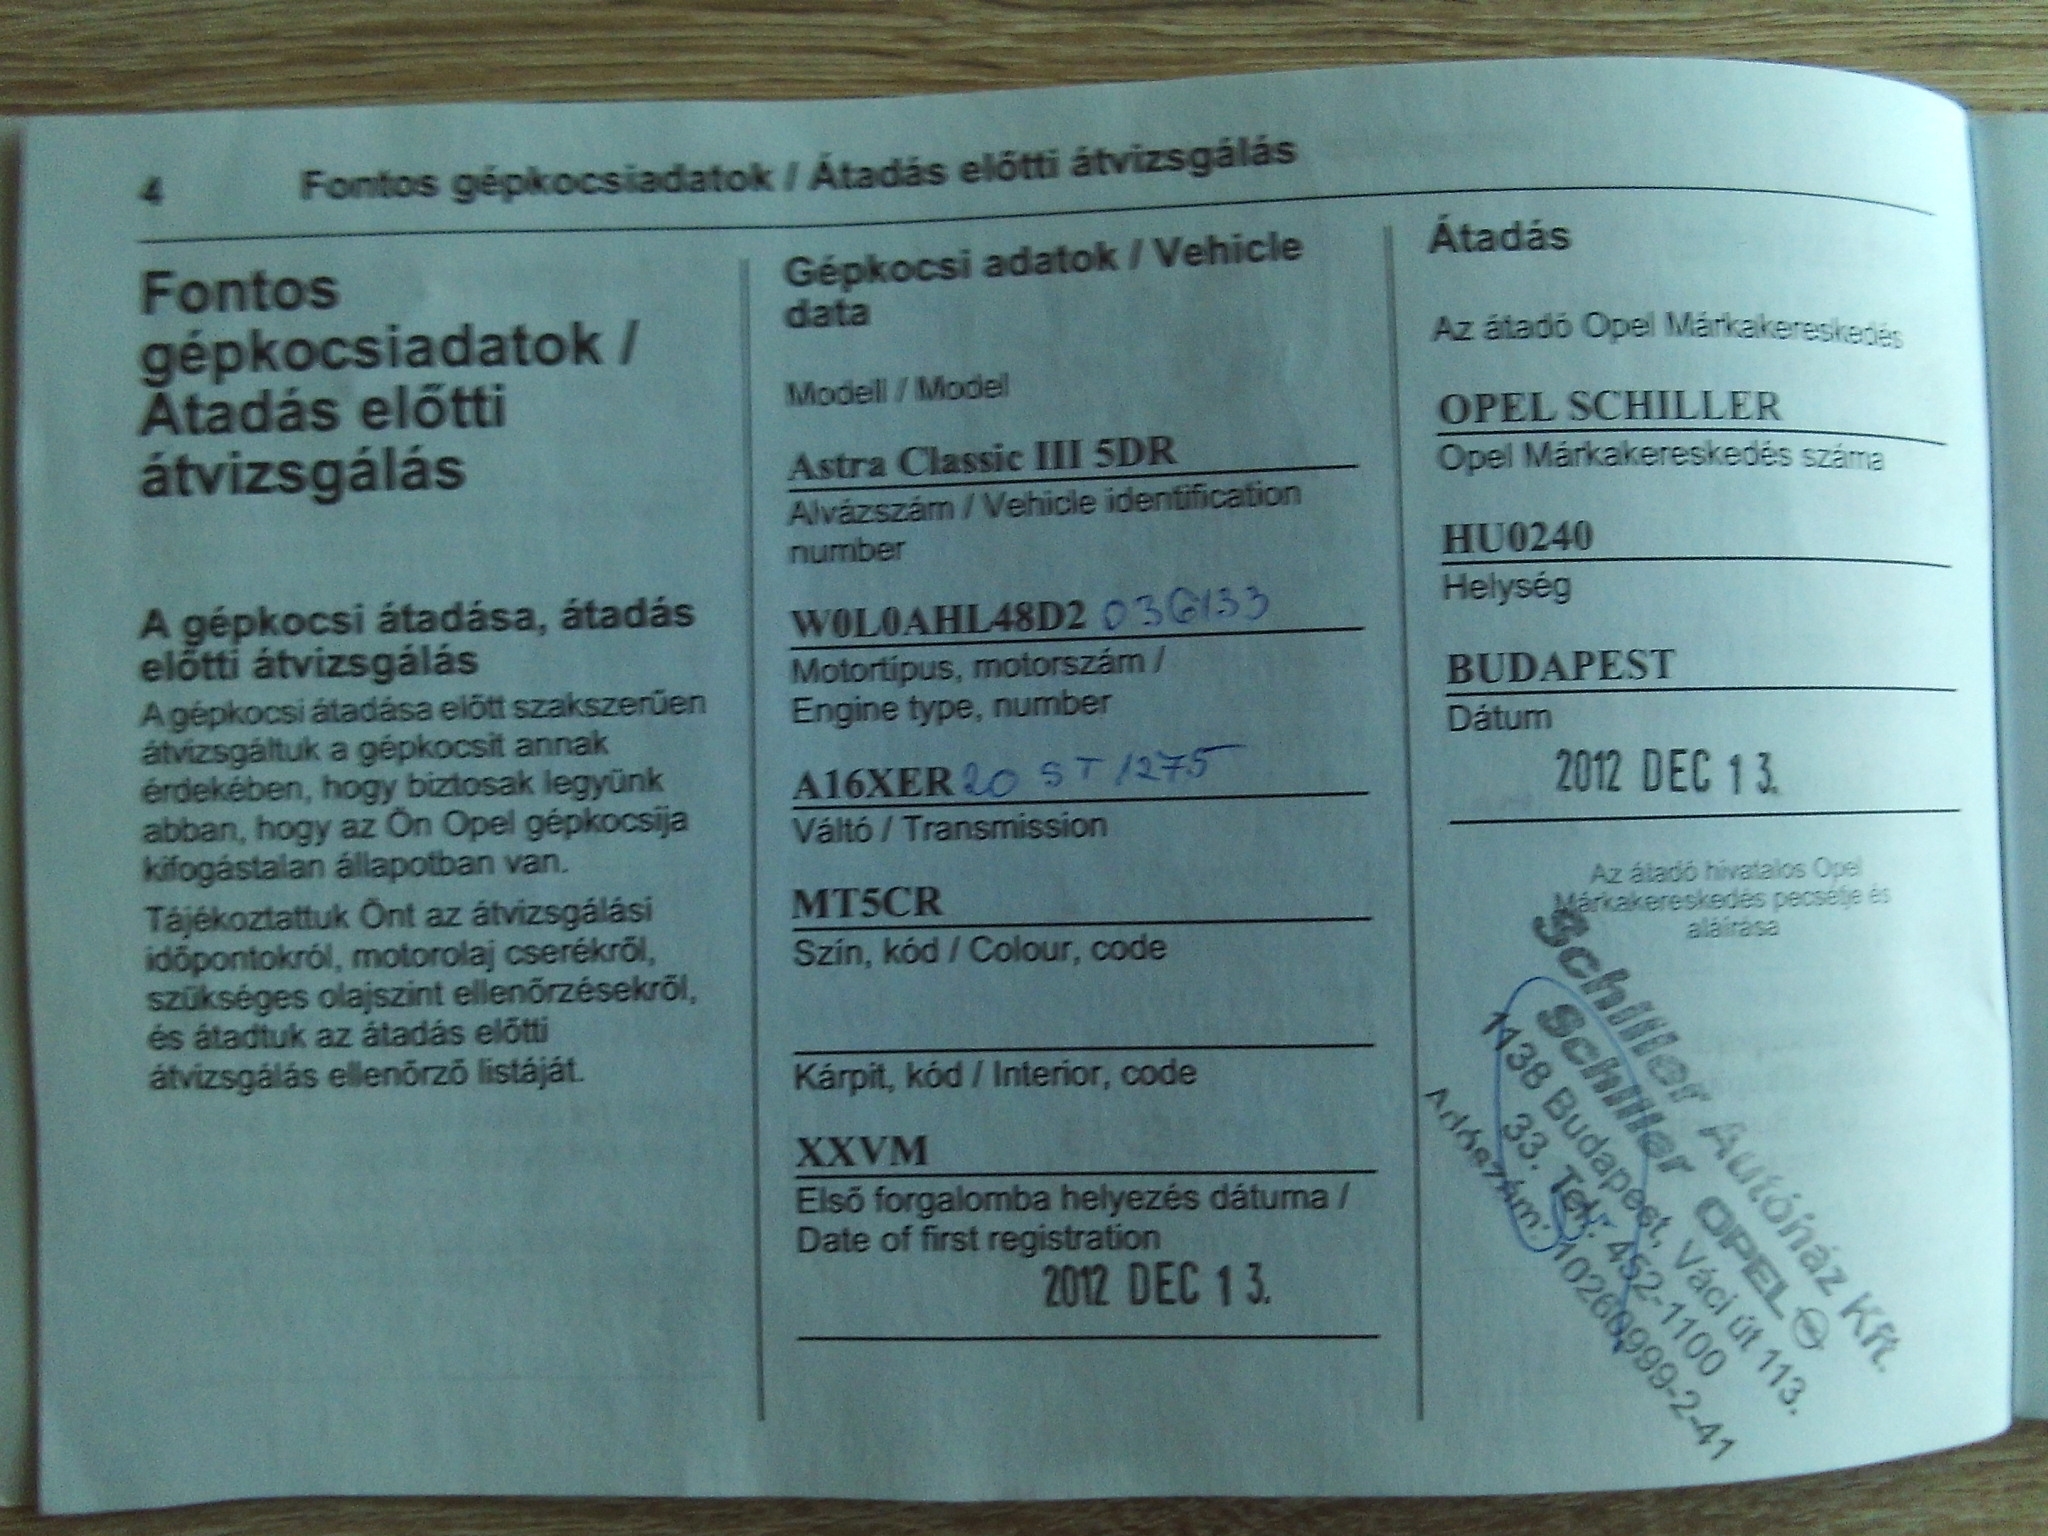 4 Fontos gépkocsiadatok / Átadás előtti átvizsgálás
Fontos
gépkocsiadatok /
Átadás előtti
átvizsgálás
A gépkocsi átadása, átadás
előtti átvizsgálás
A gépkocsi átadása előtt szakszerűen
átvizsgáltuk a gépkocsit annak
érdekében, hogy biztosak legyünk
abban, hogy az Ön Opel gépkocsija
kifogástalan állapotban van.
Tájékoztattuk Önt az átvizsgálási
időpontokról, motorolaj cserékről,
szükséges olajszint ellenőrzésekről,
és átadtuk az átadás előtti
átvizsgálás ellenőrző listáját.
Gépkocsi adatok / Vehicle
data
Modell / Model
Astra Classic III 5DR
Alvázszám / Vehicle identification
number
W0L0AHL48D2 036133
Motortípus, motorszám /
Engine type, number
A16XER 20 ST 1275
Váltó / Transmission
MT5CR
Szín, kód / Colour, code
Kárpit, kód / Interior, code
XXVM
Első forgalomba helyezés dátuma /
Date of first registration
2012 DEC 13.
Átadás
Az átadó Opel Márkakereskedés
OPEL SCHILLER
Opel Márkakereskedés száma
HU0240
Helység
BUDAPEST
Dátum
2012 DEC 13.
Az átadó hivatalos Opel
Márkakereskedés pecsétje és
aláírása
Schiller Autóház Kft.
Schiller OPEL
1138 Budapest, Váci út 113.
33. Tel.: 452-1100
Adószám: 10260999-2-41